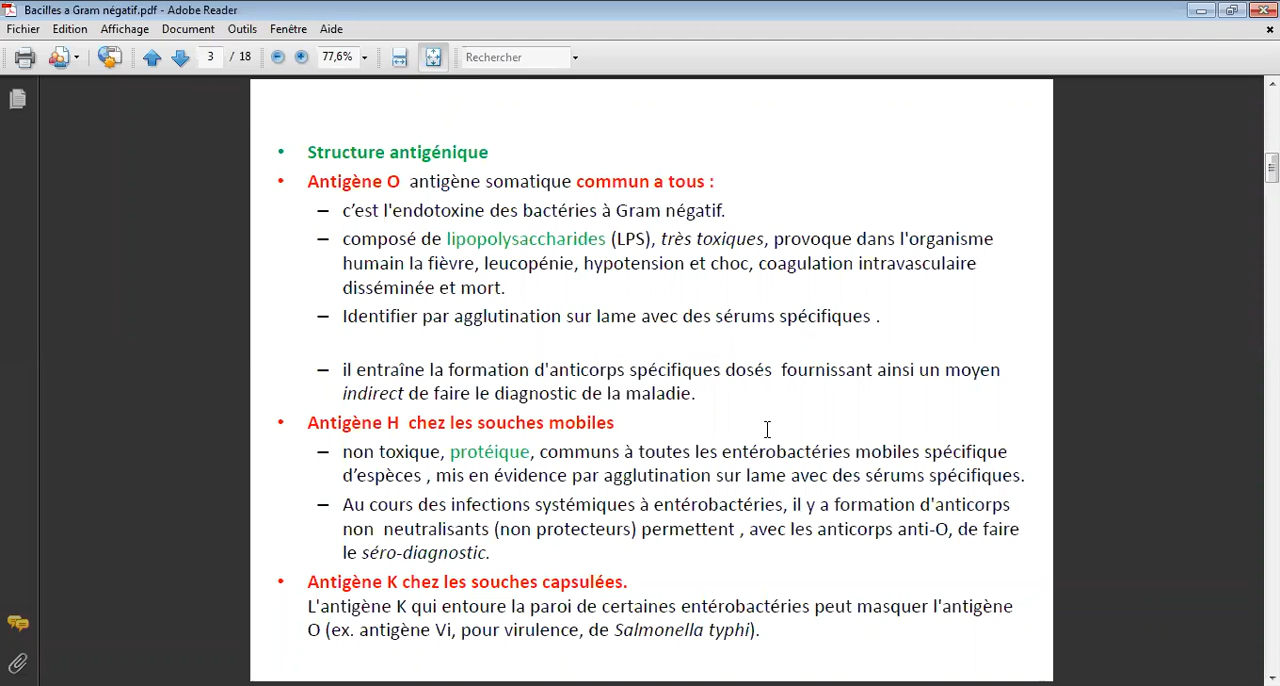 Bacilles a Gram négatif.pdf - Adobe Reader
Fichier Edition Affichage Document Outils Fenêtre Aide
3 / 18 77,6% Rechercher
• Structure antigénique
• Antigène O antigène somatique commun a tous :
– c’est l'endotoxine des bactéries à Gram négatif.
– composé de lipopolysaccharides (LPS), très toxiques, provoque dans l'organisme
humain la fièvre, leucopénie, hypotension et choc, coagulation intravasculaire
disséminée et mort.
– Identifier par agglutination sur lame avec des sérums spécifiques .
– il entraîne la formation d'anticorps spécifiques dosés fournissant ainsi un moyen
indirect de faire le diagnostic de la maladie.
• Antigène H chez les souches mobiles
– non toxique, protéique, communs à toutes les entérobactéries mobiles spécifique
d’espèces , mis en évidence par agglutination sur lame avec des sérums spécifiques.
– Au cours des infections systémiques à entérobactéries, il y a formation d'anticorps
non neutralisants (non protecteurs) permettent , avec les anticorps anti-O, de faire
le séro-diagnostic.
• Antigène K chez les souches capsulées.
L'antigène K qui entoure la paroi de certaines entérobactéries peut masquer l'antigène
O (ex. antigène Vi, pour virulence, de Salmonella typhi).